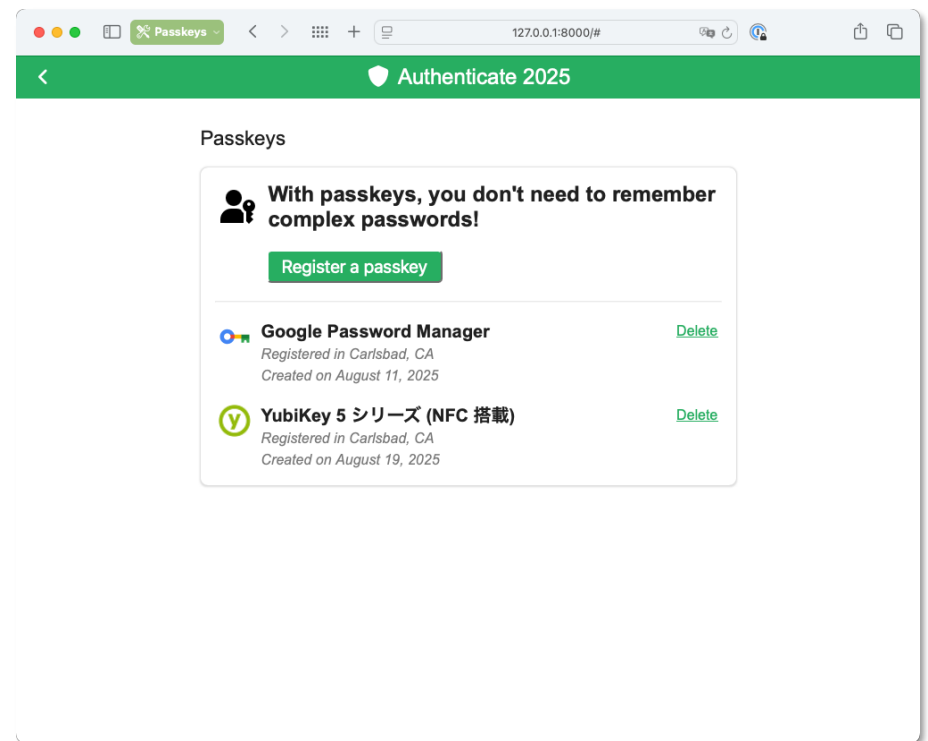 Passkeys
127.0.0.1:8000/#
Authenticate 2025
Passkeys
With passkeys, you don't need to remember
complex passwords!
Register a passkey
Google Password Manager
Delete
Registered in Carlsbad, CA
Created on August 11, 2025
YubiKey 5 シリーズ (NFC 搭載)
Delete
Registered in Carlsbad, CA
Created on August 19, 2025